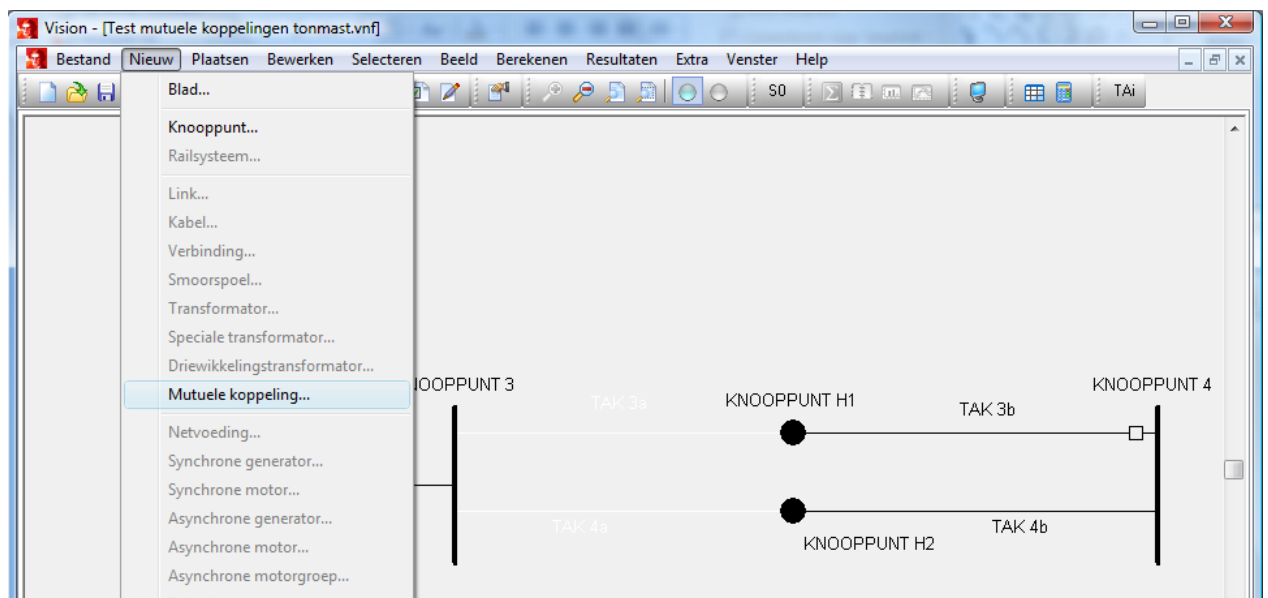 Vision - [Test mutuele koppelingen tonmast.vnf]
Bestand Nieuw Plaatsen Bewerken Selecteren Beeld Berekenen Resultaten Extra Venster Help
S0 TAi
Blad...
Knooppunt...
Railsysteem...
Link...
Kabel...
Verbinding...
Smoorspoel...
Transformator...
Speciale transformator...
Driewikkelingstransformator...
Mutuele koppeling...
Netvoeding...
Synchrone generator...
Synchrone motor...
Asynchrone generator...
Asynchrone motor...
Asynchrone motorgroep...
OOPPUNT 3
TAK 3a
KNOOPPUNT H1
TAK 3b
KNOOPPUNT 4
TAK 4a
KNOOPPUNT H2
TAK 4b